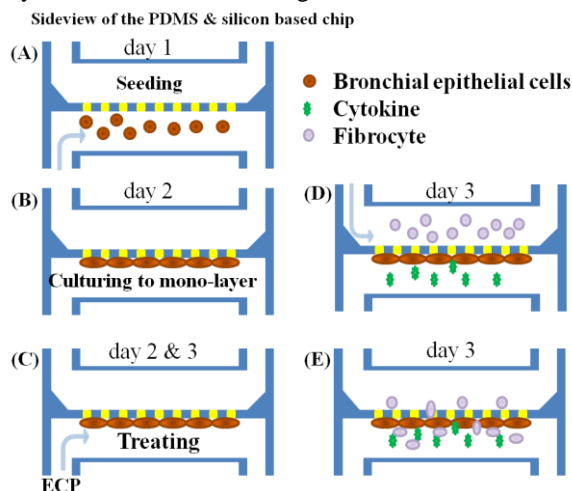 Sideview of the PDMS & silicon based chip
(A)
day 1
Seeding
Bronchial epithelial cells
Cytokine
Fibrocyte
(B)
day 2
Culturing to mono-layer
(D)
day 3
(C)
day 2 & 3
Treating
ECP
(E)
day 3